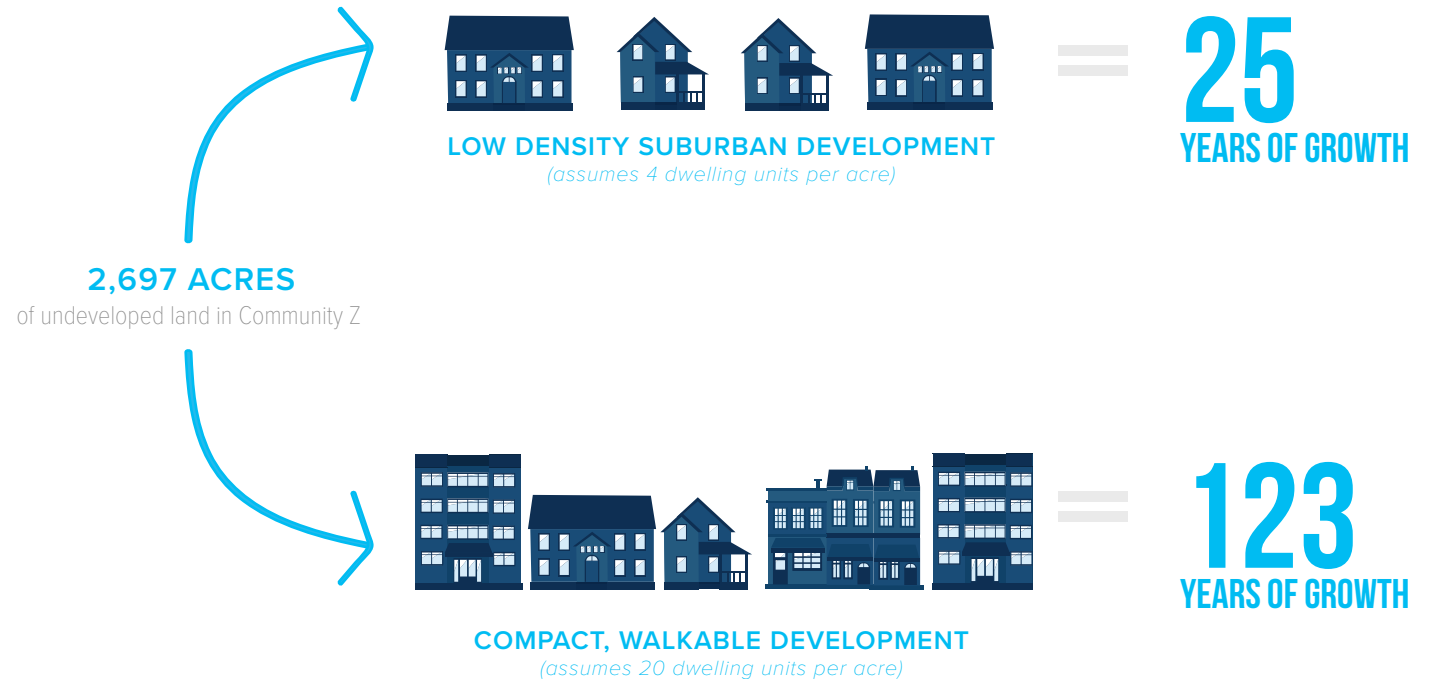 2,697 ACRES
of undeveloped land in Community Z
LOW DENSITY SUBURBAN DEVELOPMENT
(assumes 4 dwelling units per acre)
25
YEARS OF GROWTH
COMPACT, WALKABLE DEVELOPMENT
(assumes 20 dwelling units per acre)
123
YEARS OF GROWTH